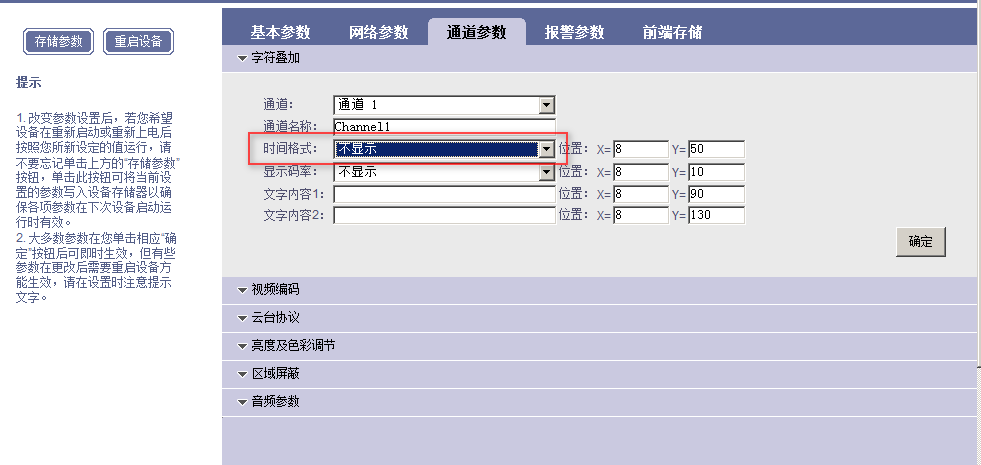 存储参数 重启设备
提示
1. 改变参数设置后，若您希望
设备在重新启动或重新上电后
按照您所新设定的值运行，请
不要忘记单击上方的“存储参数”
按钮，单击此按钮可将当前设
置的参数写入设备存储器以确
保各项参数在下次设备启动运
行时有效。
2. 大多数参数在您单击相应“确
定”按钮后可即时生效，但有些
参数在更改后需要重启设备方
能生效，请在设置时注意提示
文字。
基本参数 网络参数 通道参数 报警参数 前端存储
字符叠加
通道： 通道 1
通道名称： Channel1
时间格式： 不显示 位置： X= 8 Y= 50
显示码率： 不显示 位置： X= 8 Y= 10
文字内容1： 位置： X= 8 Y= 90
文字内容2： 位置： X= 8 Y= 130
确定
视频编码
云台协议
亮度及色彩调节
区域屏蔽
音频参数